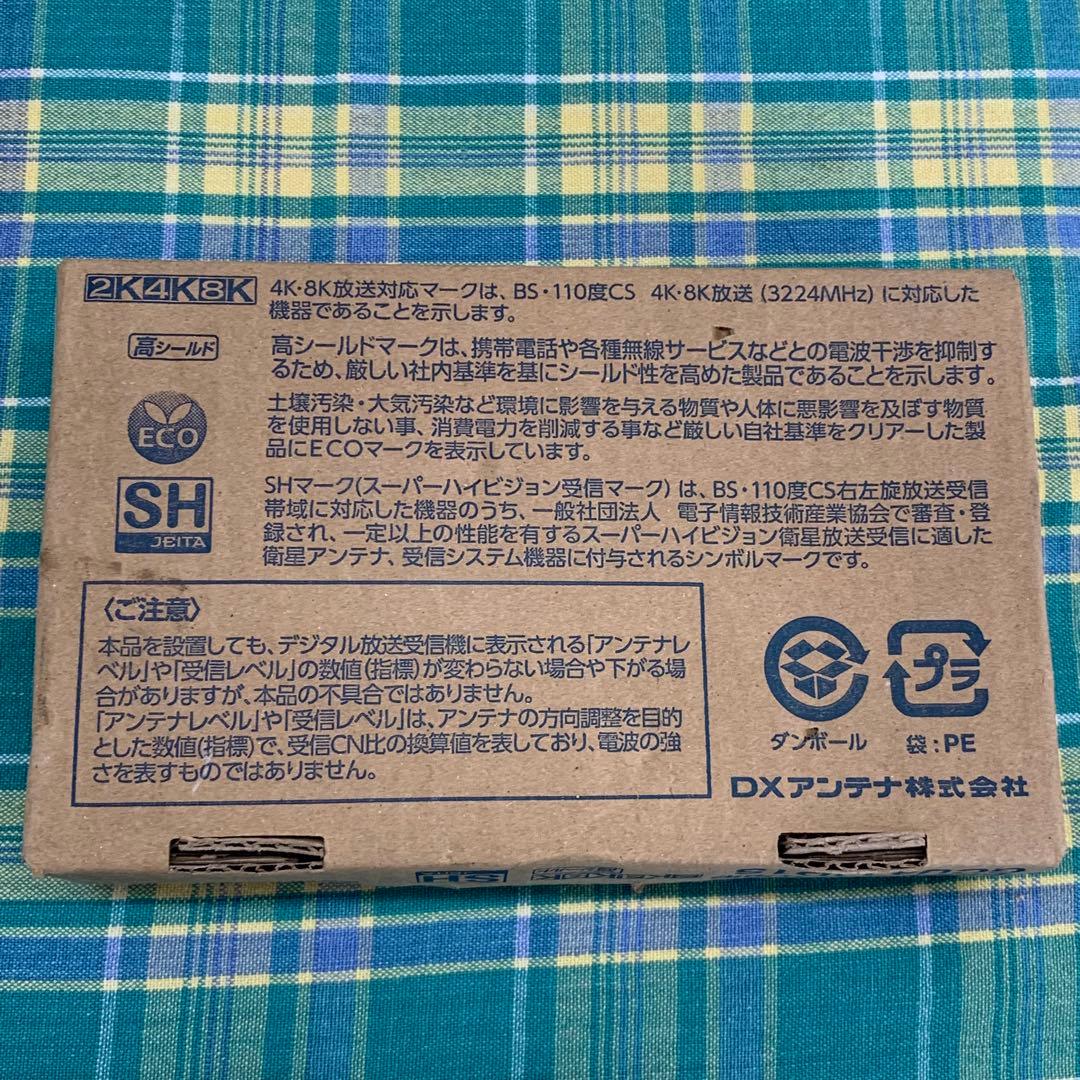 2K4K8K
4K・8K放送対応マークは、BS・110度CS 4K・8K放送(3224MHz)に対応した
機器であることを示します。
高シールド
高シールドマークは、携帯電話や各種無線サービスなどとの電波干渉を抑制す
るため、厳しい社内基準を基にシールド性を高めた製品であることを示します。
ECO
土壌汚染・大気汚染など環境に影響を与える物質や人体に悪影響を及ぼす物質
を使用しない事、消費電力を削減する事など厳しい自社基準をクリアーした製
品にECOマークを表示しています。
SH
JEITA
SHマーク(スーパーハイビジョン受信マーク)は、BS・110度CS右左旋放送受信
帯域に対応した機器のうち、一般社団法人 電子情報技術産業協会で審査・登
録され、一定以上の性能を有するスーパーハイビジョン衛星放送受信に適した
衛星アンテナ、受信システム機器に付与されるシンボルマークです。
〈ご注意〉
本品を設置しても、デジタル放送受信機に表示される「アンテナレ
ベル」や「受信レベル」の数値(指標)が変わらない場合や下がる場
合がありますが、本品の不具合ではありません。
「アンテナレベル」や「受信レベル」は、アンテナの方向調整を目的
とした数値(指標)で、受信CN比の換算値を表しており、電波の強
さを表すものではありません。
プラ
ダンボール 袋：PE
DXアンテナ株式会社
SH